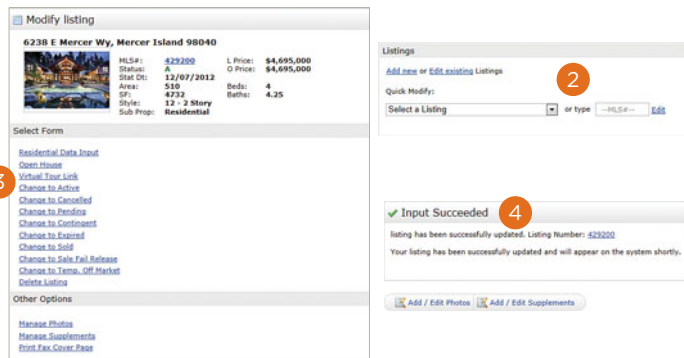 Modify listing
6238 E Mercer Wy, Mercer Island 98040
MLS#: 429200 L Price: $4,695,000
Status: A O Price: $4,695,000
Stat Dt: 12/07/2012
Area: 510 Beds: 4
SF: 4732 Baths: 4.25
Style: 12 - 2 Story
Sub Prop: Residential
Select Form
Residential Data Input
Open House
3
Virtual Tour Link
Change to Active
Change to Cancelled
Change to Pending
Change to Contingent
Change to Expired
Change to Sold
Change to Sale Fail Release
Change to Temp. Off Market
Delete Listing
Other Options
Manage Photos
Manage Supplements
Print Fax Cover Page
Listings
Add new or Edit existing Listings
2
Quick Modify:
Select a Listing or type --MLS#-- Edit
Input Succeeded 4
listing has been successfully updated. Listing Number: 429200
Your listing has been successfully updated and will appear on the system shortly.
Add / Edit Photos Add / Edit Supplements